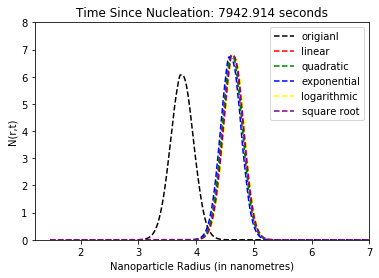 Time Since Nucleation: 7942.914 seconds
8
7
6
5
4
3
2
1
0
N(r,t)
origianl
linear
quadratic
exponential
logarithmic
square root
2 3 4 5 6 7
Nanoparticle Radius (in nanometres)